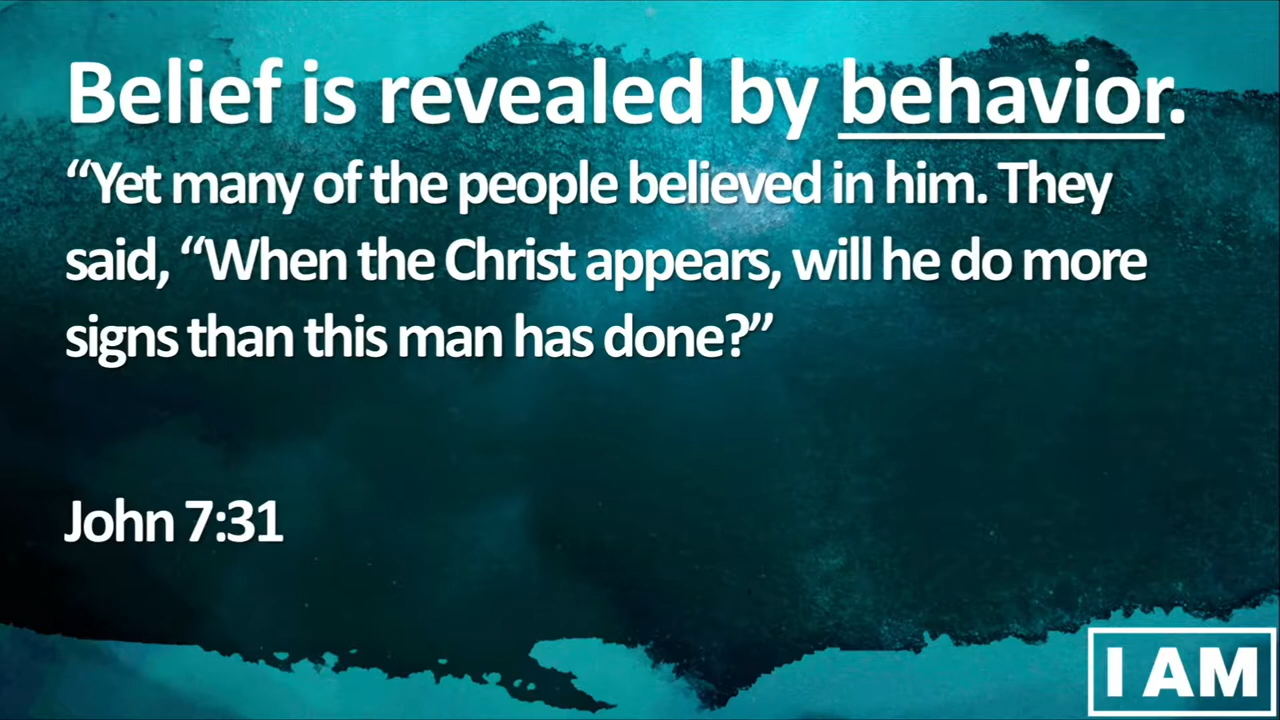 Belief is revealed by behavior.
“Yet many of the people believed in him. They
said, “When the Christ appears, will he do more
signs than this man has done?”
John 7:31
I AM